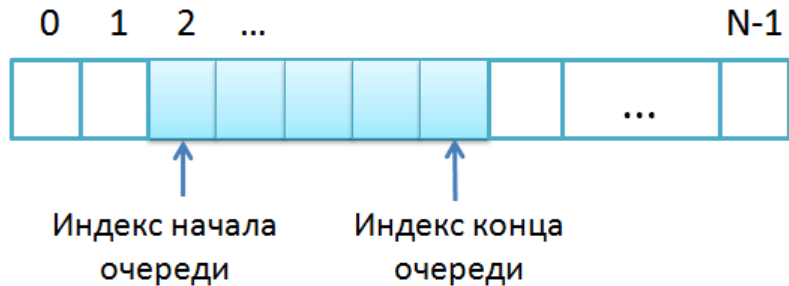 0 1 2 ... N-1
...
Индекс начала Индекс конца
очереди очереди